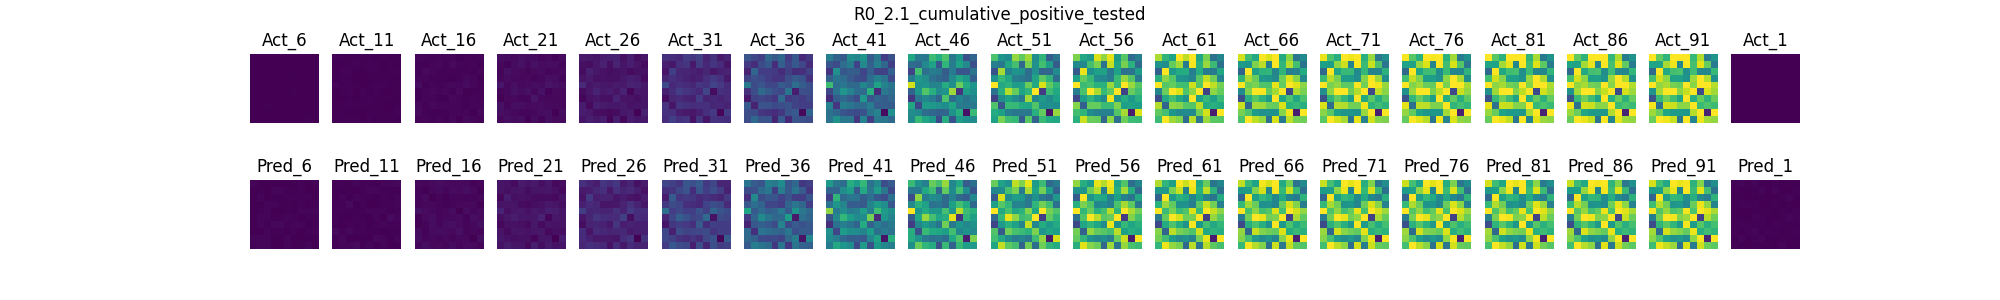 R0_2.1_cumulative_positive_tested
Act_6 Act_11 Act_16 Act_21 Act_26 Act_31 Act_36 Act_41 Act_46 Act_51 Act_56 Act_61 Act_66 Act_71 Act_76 Act_81 Act_86 Act_91 Act_1
Pred_6 Pred_11 Pred_16 Pred_21 Pred_26 Pred_31 Pred_36 Pred_41 Pred_46 Pred_51 Pred_56 Pred_61 Pred_66 Pred_71 Pred_76 Pred_81 Pred_86 Pred_91 Pred_1